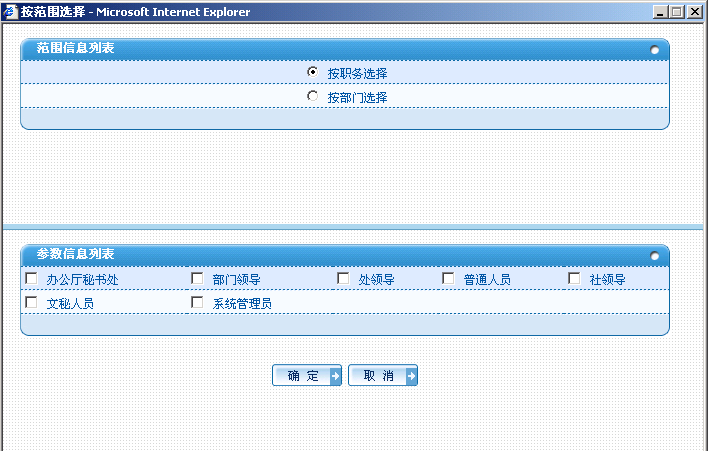 按范围选择 - Microsoft Internet Explorer
范围信息列表
按职务选择
按部门选择
参数信息列表
办公厅秘书处 部门领导 处领导 普通人员 社领导
文秘人员 系统管理员
确 定 取 消